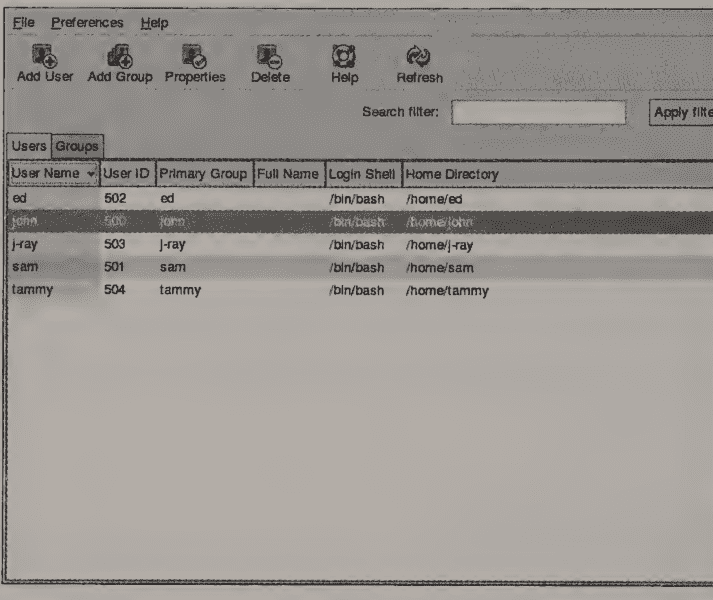 File Preferences Help
Add User Add Group Properties Delete Help Refresh
Search filter: Apply filte
Users Groups
User Name User ID Primary Group Full Name Login Shell Home Directory
ed 502 ed /bin/bash /home/ed
john 500 john /bin/bash /home/john
j-ray 503 j-ray /bin/bash /home/j-ray
sam 501 sam /bin/bash /home/sam
tammy 504 tammy /bin/bash /home/tammy